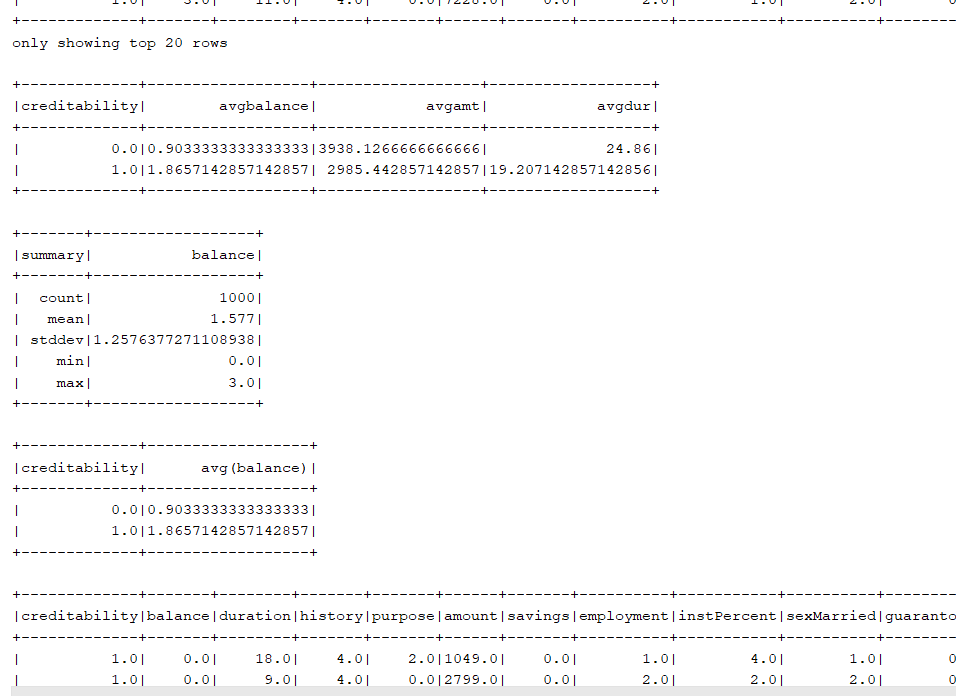 |          1.0|    3.0|    11.0|    4.0|    0.0|7228.0|    0.0|       2.0|        1.0|       2.0|       0
+-------------+-------+--------+-------+-------+------+-------+----------+-----------+----------+--------
only showing top 20 rows
+-------------+------------------+------------------+------------------+
|creditability|        avgbalance|            avgamt|            avgdur|
+-------------+------------------+------------------+------------------+
|          0.0|0.9033333333333333|3938.1266666666666|             24.86|
|          1.0|1.8657142857142857| 2985.442857142857|19.207142857142856|
+-------------+------------------+------------------+------------------+
+-------+------------------+
|summary|           balance|
+-------+------------------+
|  count|              1000|
|   mean|             1.577|
| stddev|1.2576377271108938|
|    min|               0.0|
|    max|               3.0|
+-------+------------------+
+-------------+------------------+
|creditability|      avg(balance)|
+-------------+------------------+
|          0.0|0.9033333333333333|
|          1.0|1.8657142857142857|
+-------------+------------------+
+-------------+-------+--------+-------+-------+------+-------+----------+-----------+----------+--------
|creditability|balance|duration|history|purpose|amount|savings|employment|instPercent|sexMarried|guaranto
+-------------+-------+--------+-------+-------+------+-------+----------+-----------+----------+--------
|          1.0|    0.0|    18.0|    4.0|    2.0|1049.0|    0.0|       1.0|        4.0|       1.0|       0
|          1.0|    0.0|     9.0|    4.0|    0.0|2799.0|    0.0|       2.0|        2.0|       2.0|       0